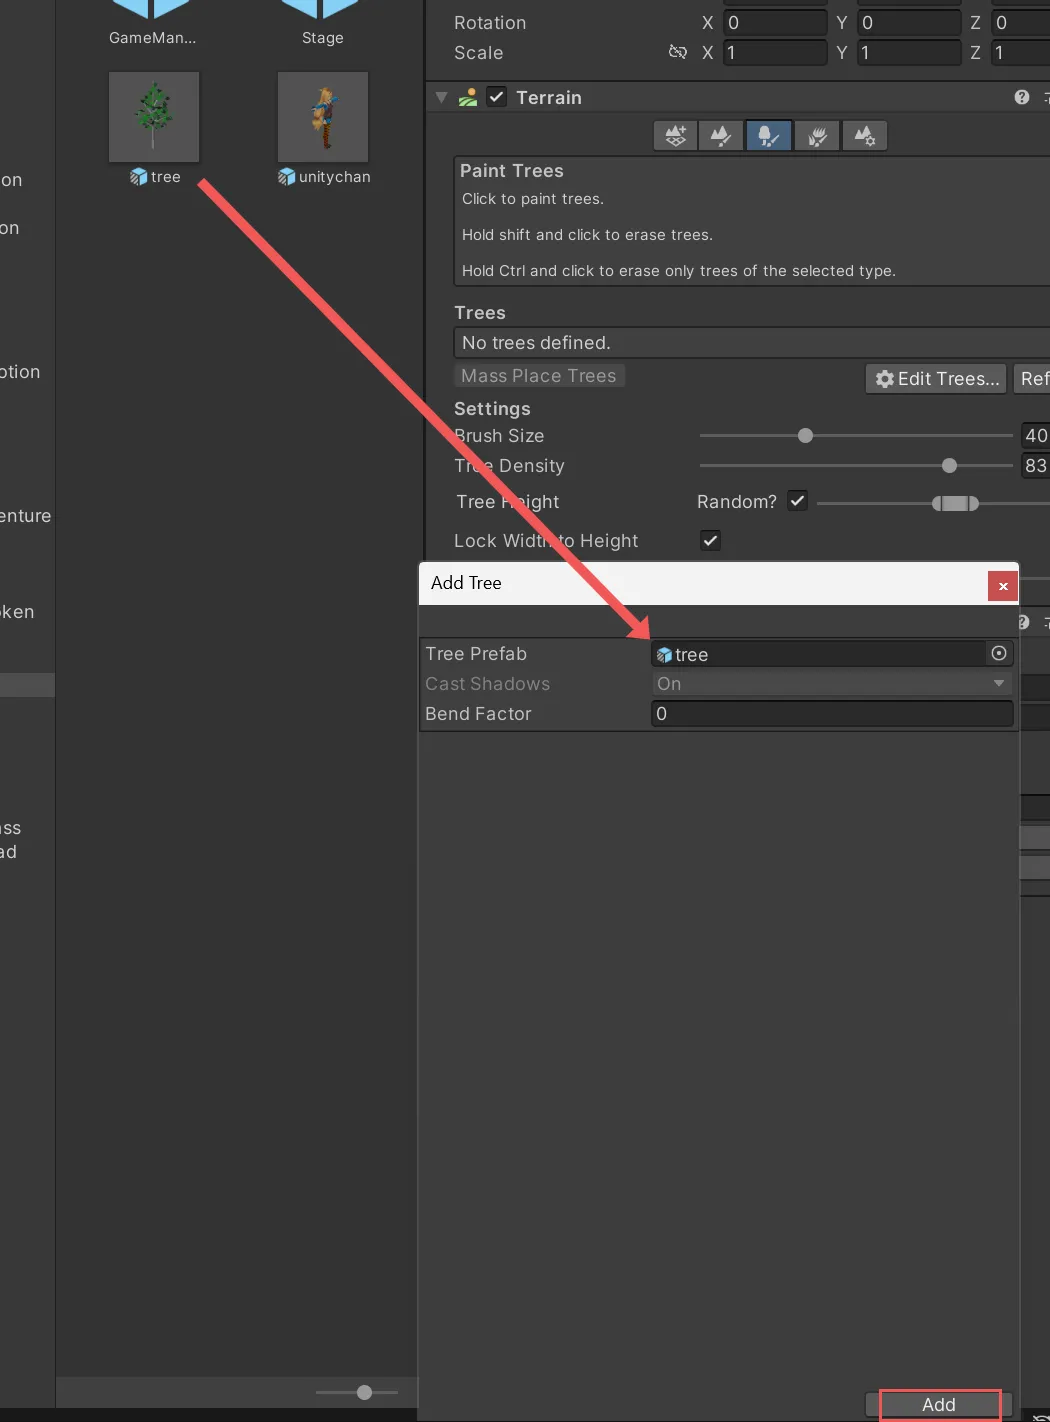 GameMan...
Stage
tree
unitychan
on
on
otion
enture
oken
ass
ad
Rotation X 0 Y 0 Z 0
Scale X 1 Y 1 Z 1
Terrain
Paint Trees
Click to paint trees.
Hold shift and click to erase trees.
Hold Ctrl and click to erase only trees of the selected type.
Trees
No trees defined.
Mass Place Trees
Edit Trees...
Ref
Settings
Brush Size 40
Tree Density 83
Tree Height Random?
Lock Width to Height
Add Tree
Tree Prefab tree
Cast Shadows On
Bend Factor 0
Add